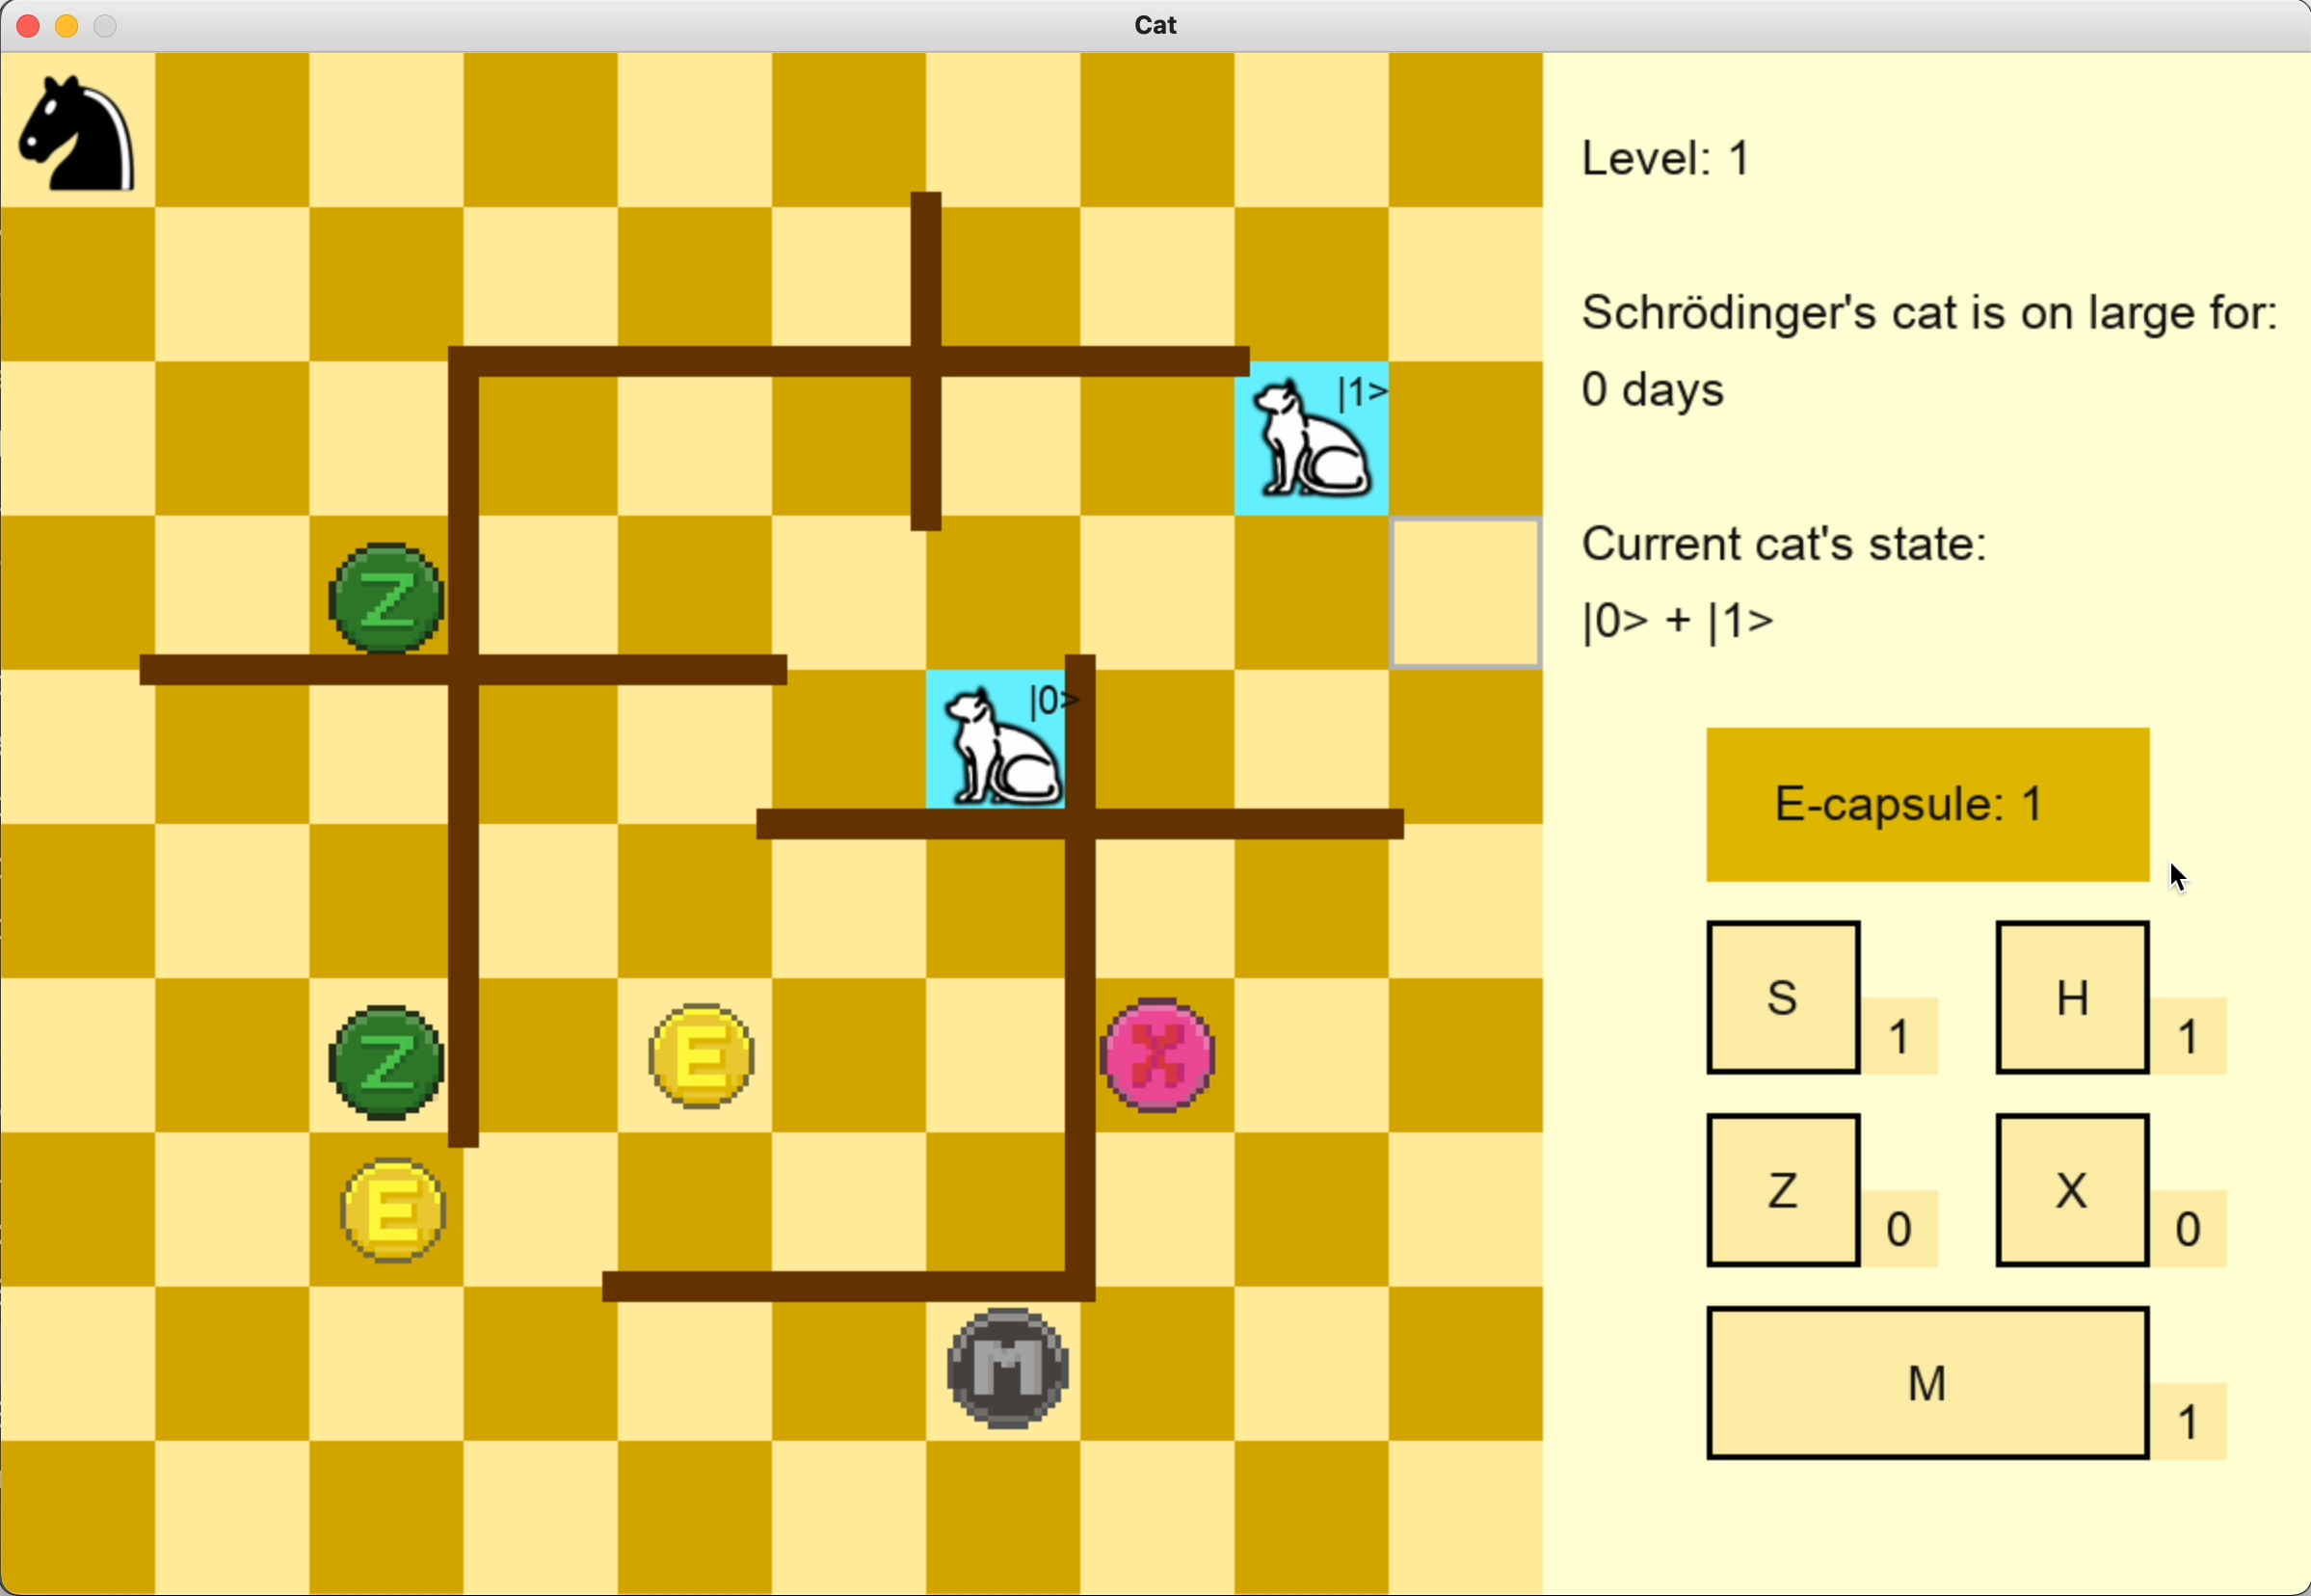 Cat
Level: 1
Schrödinger's cat is on large for:
0 days
|1>
Current cat's state:
|0> + |1>
Z
|0>
E-capsule: 1
S 1 H 1
Z E X
Z 0 X 0
E
M
M 1